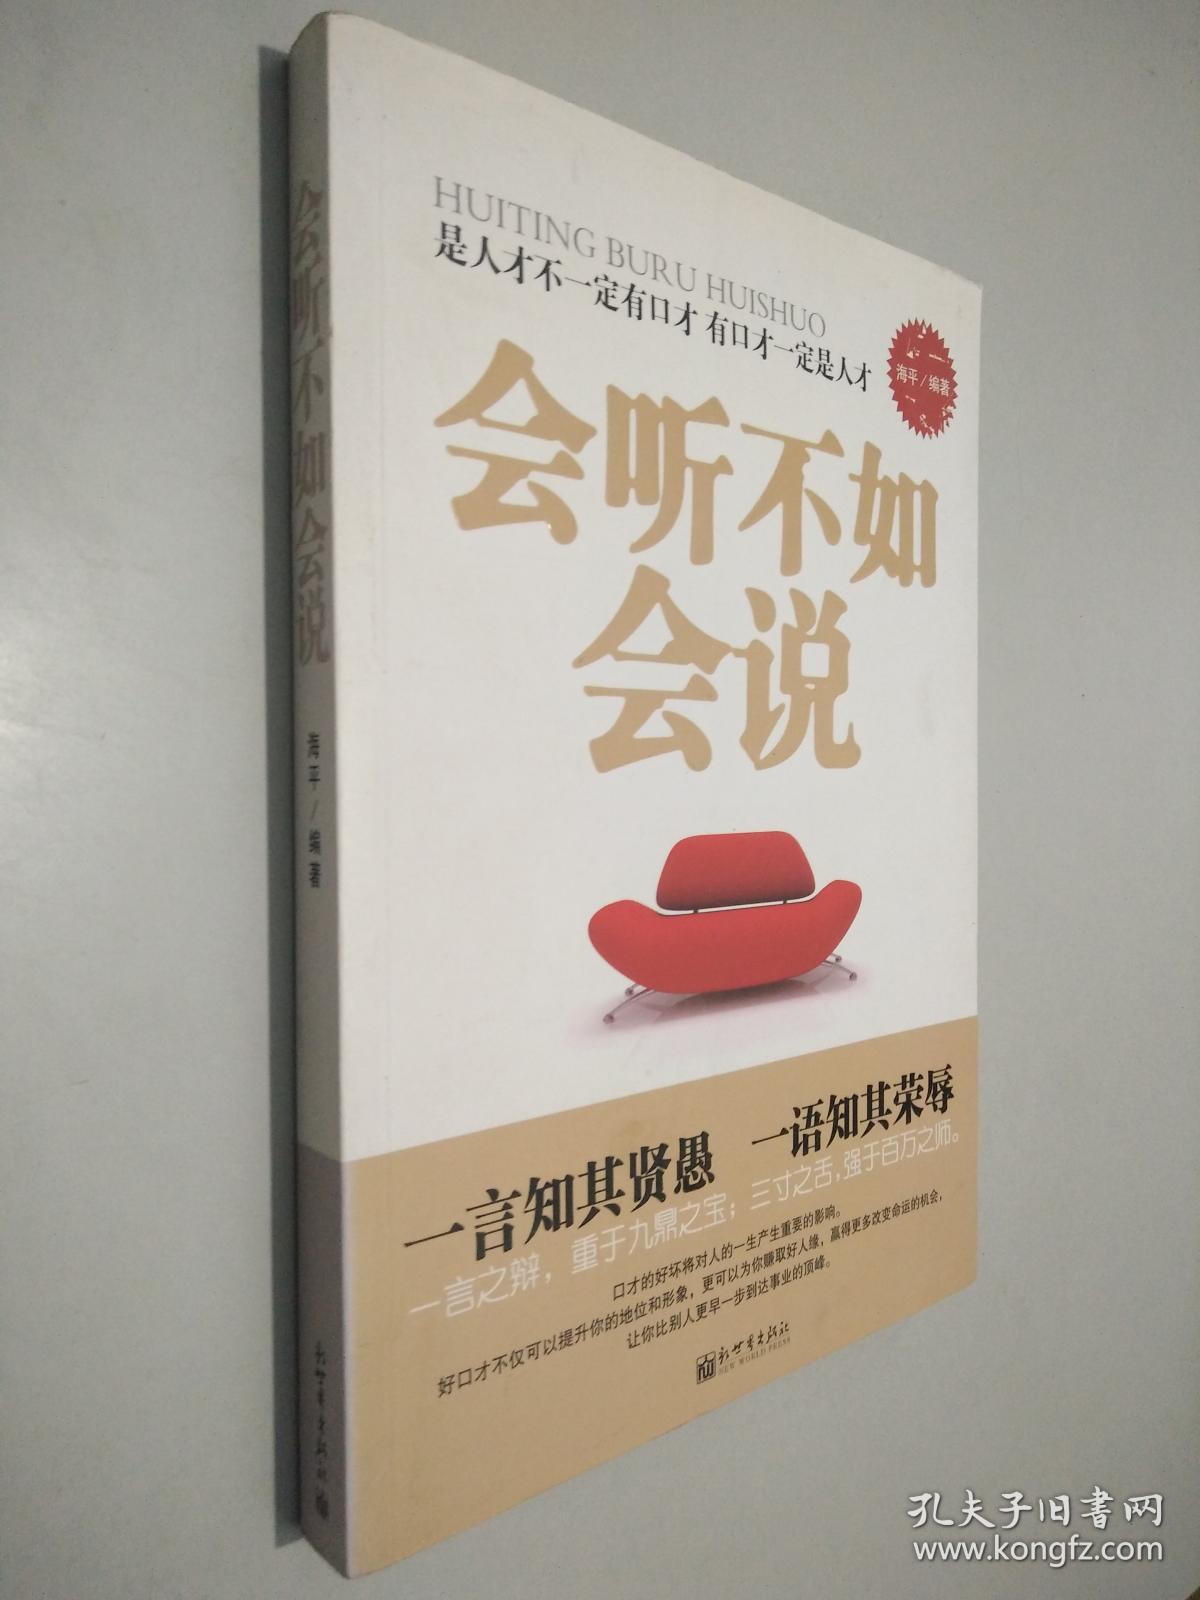 会听不如会说
海平/编著
新世界出版社
HUITING BURU HUISHUO
是人才不一定有口才 有口才一定是人才
海平/编著
会听不如
会说
一言知其贤愚 一语知其荣辱
一言之辩，重于九鼎之宝；三寸之舌，强于百万之师。
口才的好坏将对人的一生产生重要的影响。
好口才不仅可以提升你的地位和形象，更可以为你赚取好人缘，赢得更多改变命运的机会，
让你比别人更早一步到达事业的顶峰。
新世界出版社
NEW WORLD PRESS
孔夫子旧书网
www.kongfz.com